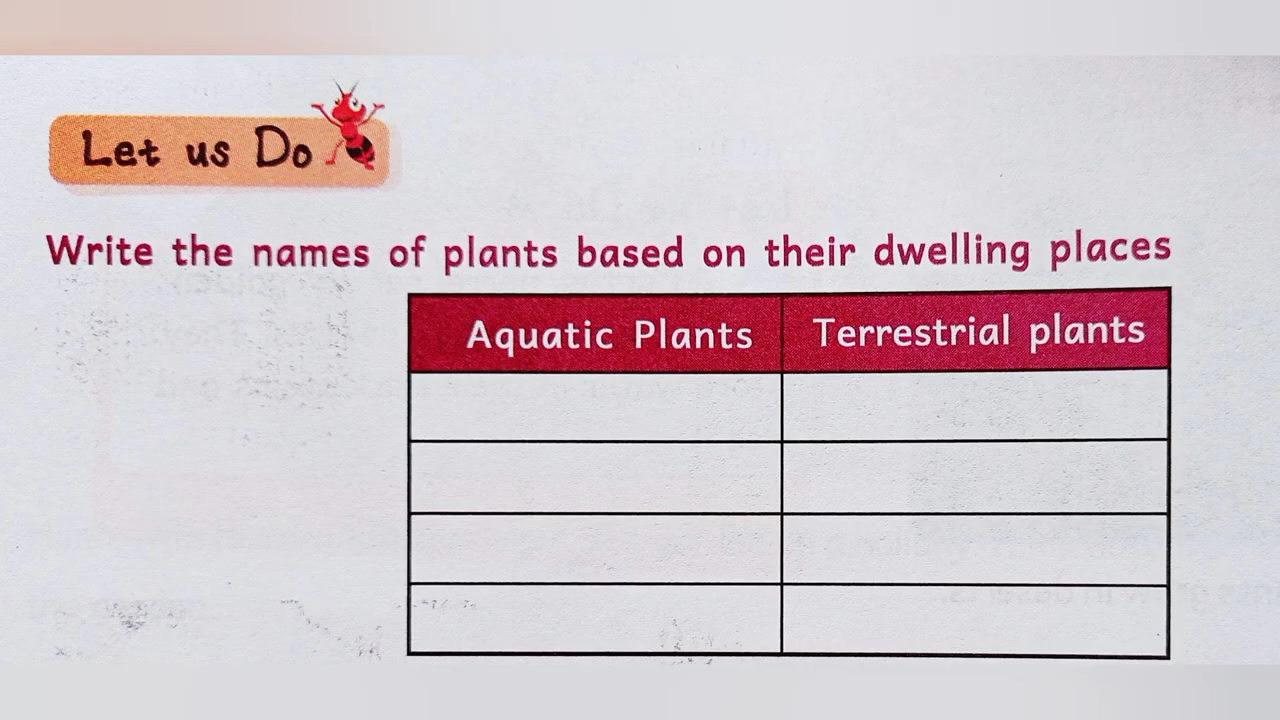 Let us Do
Write the names of plants based on their dwelling places
Aquatic Plants
Terrestrial plants